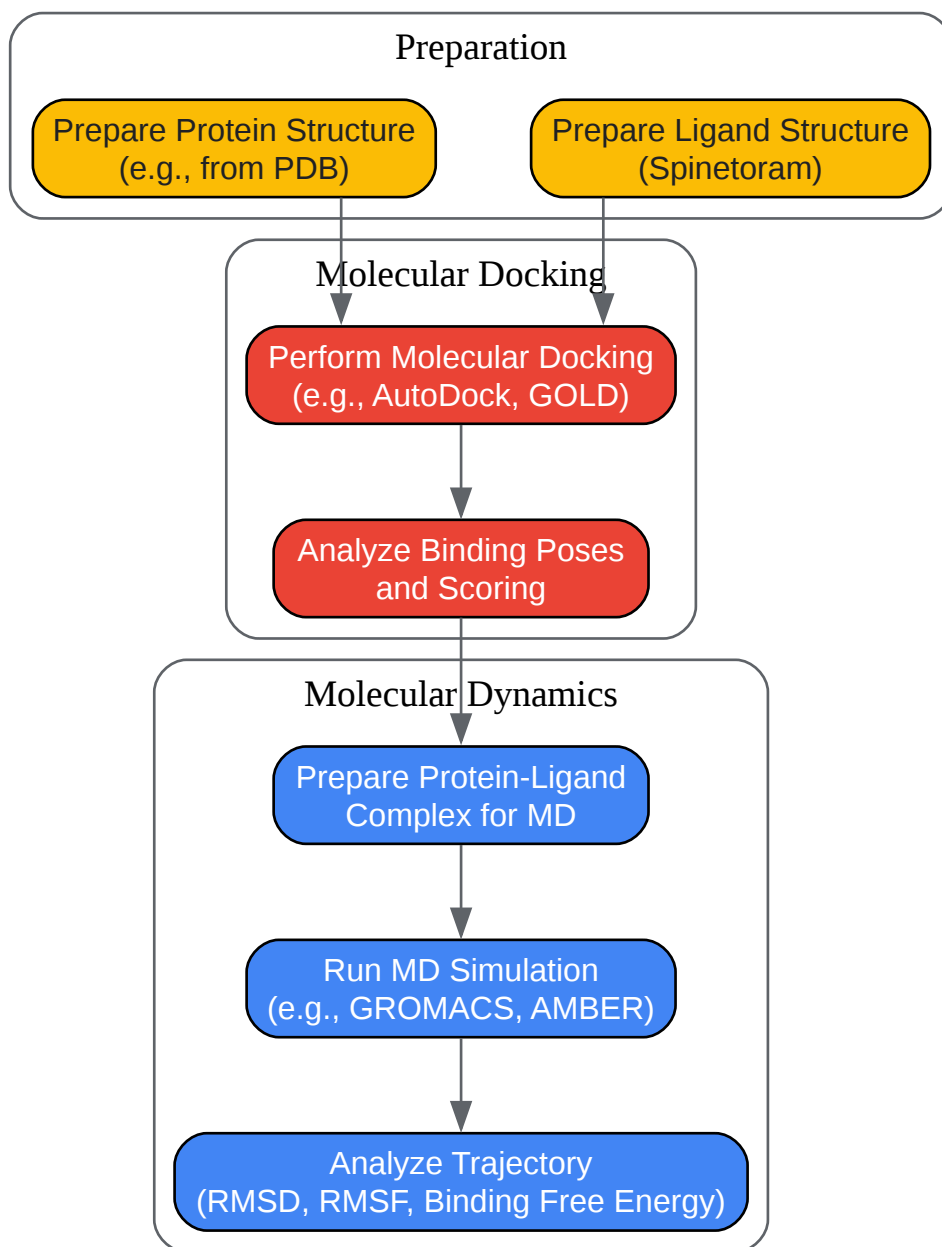 Preparation
Prepare Protein Structure
(e.g., from PDB)
Prepare Ligand Structure
(Spinetoram)
Molecular Docking
Perform Molecular Docking
(e.g., AutoDock, GOLD)
Analyze Binding Poses
and Scoring
Molecular Dynamics
Prepare Protein-Ligand
Complex for MD
Run MD Simulation
(e.g., GROMACS, AMBER)
Analyze Trajectory
(RMSD, RMSF, Binding Free Energy)